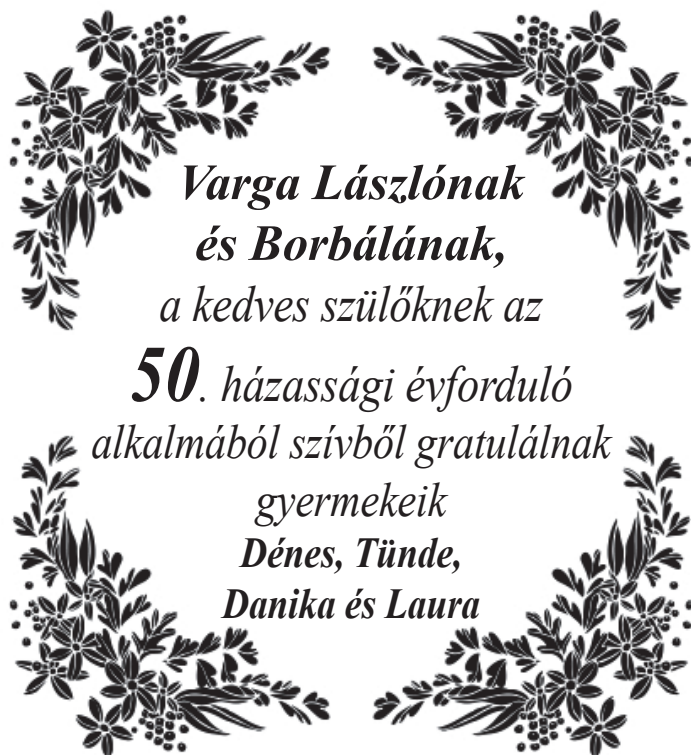 Varga Lászlónak
és Borbálának,
a kedves szülőknek az
50. házassági évforduló
alkalmából szívből gratulálnak
gyermekeik
Dénes, Tünde,
Danika és Laura